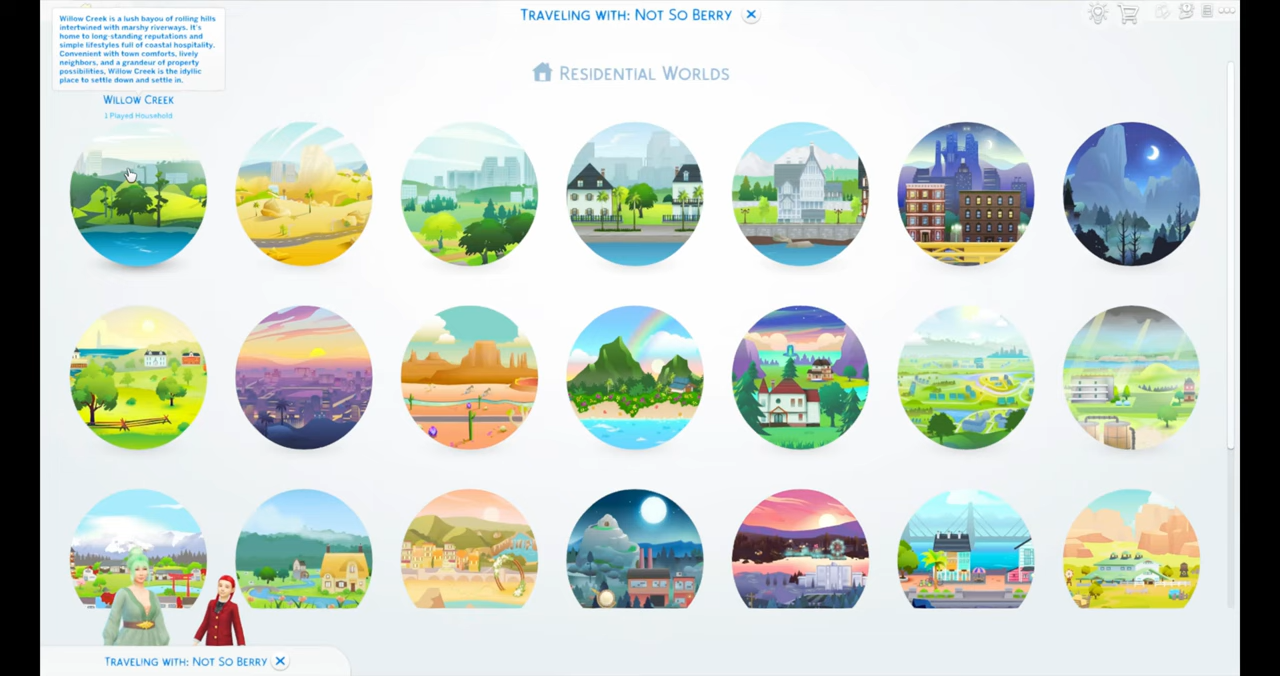 Willow Creek is a lush bayou of rolling hills
intertwined with marshy riverways. It's
home to long-standing reputations and
simple lifestyles full of coastal hospitality.
Convenient with town comforts, lively
neighbors, and a grandeur of property
possibilities, Willow Creek is the idyllic
place to settle down and settle in.
Traveling with: Not So Berry
Residential Worlds
Willow Creek
1 Played Household
Traveling with: Not So Berry